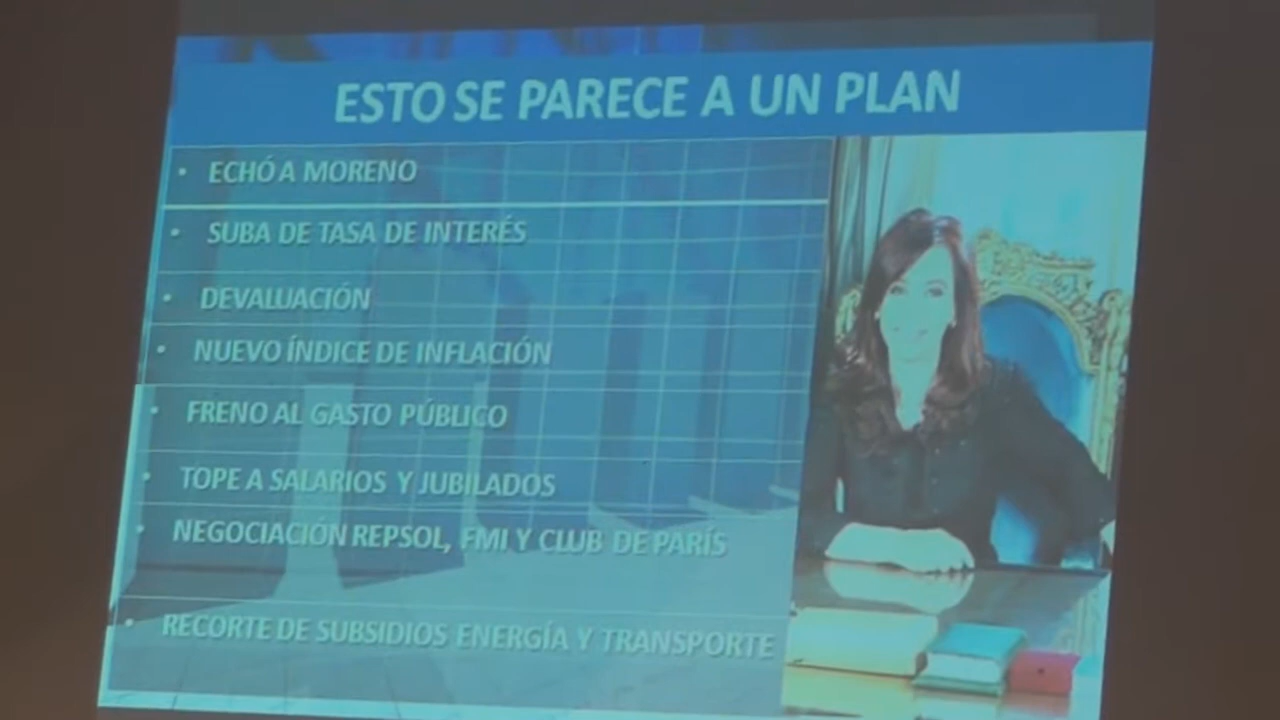 ESTO SE PARECE A UN PLAN
• ECHÓ A MORENO
• SUBA DE TASA DE INTERÉS
• DEVALUACIÓN
• NUEVO ÍNDICE DE INFLACIÓN
• FRENO AL GASTO PÚBLICO
• TOPE A SALARIOS Y JUBILADOS
• NEGOCIACIÓN REPSOL, FMI Y CLUB DE PARÍS
• RECORTE DE SUBSIDIOS ENERGÍA Y TRANSPORTE